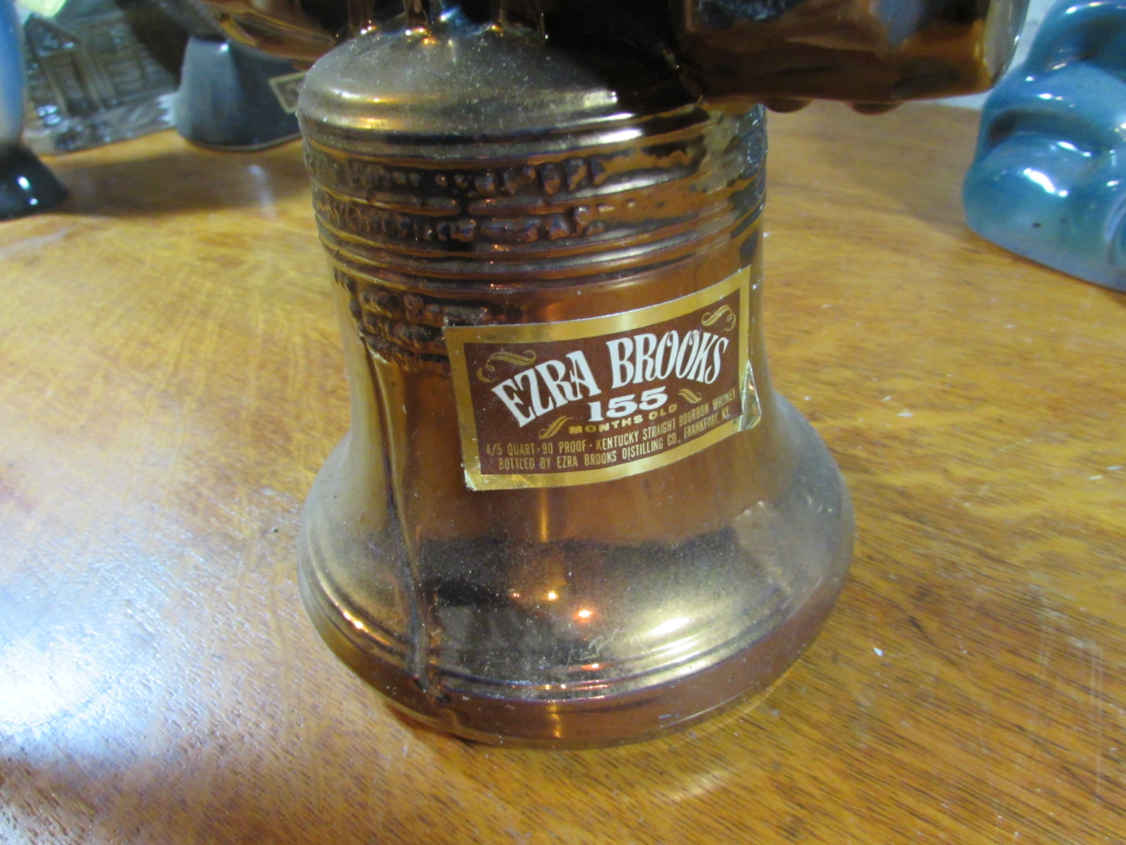 EZRA BROOKS
155
MONTHS OLD
4/5 QUART · 90 PROOF · KENTUCKY STRAIGHT BOURBON WHISKEY
BOTTLED BY EZRA BROOKS DISTILLING CO., FRANKFORT, KY.